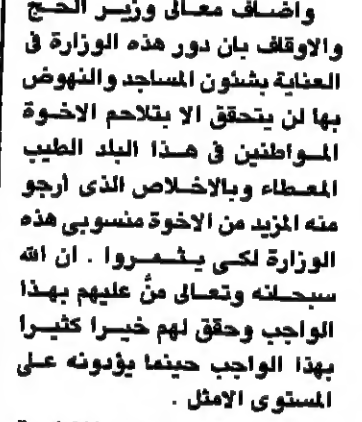 واضاف معالى وزير الحج
والاوقاف بان دور هذه الوزارة فى
العناية بشئون المساجد والنهوض
بها لن يتحقق الا بتلاحم الاخوة
المواطنين فى هذا البلد الطيب
المعطاء وبالاخلاص الذى أرجو
منه المزيد من الاخوة منسوبى هذه
الوزارة لكى يثمروا . ان الله
سبحانه وتعالى منَّ عليهم بهذا
الواجب وحقق لهم خيرا كثيرا
بهذا الواجب حينما يؤدونه على
المستوى الامثل .